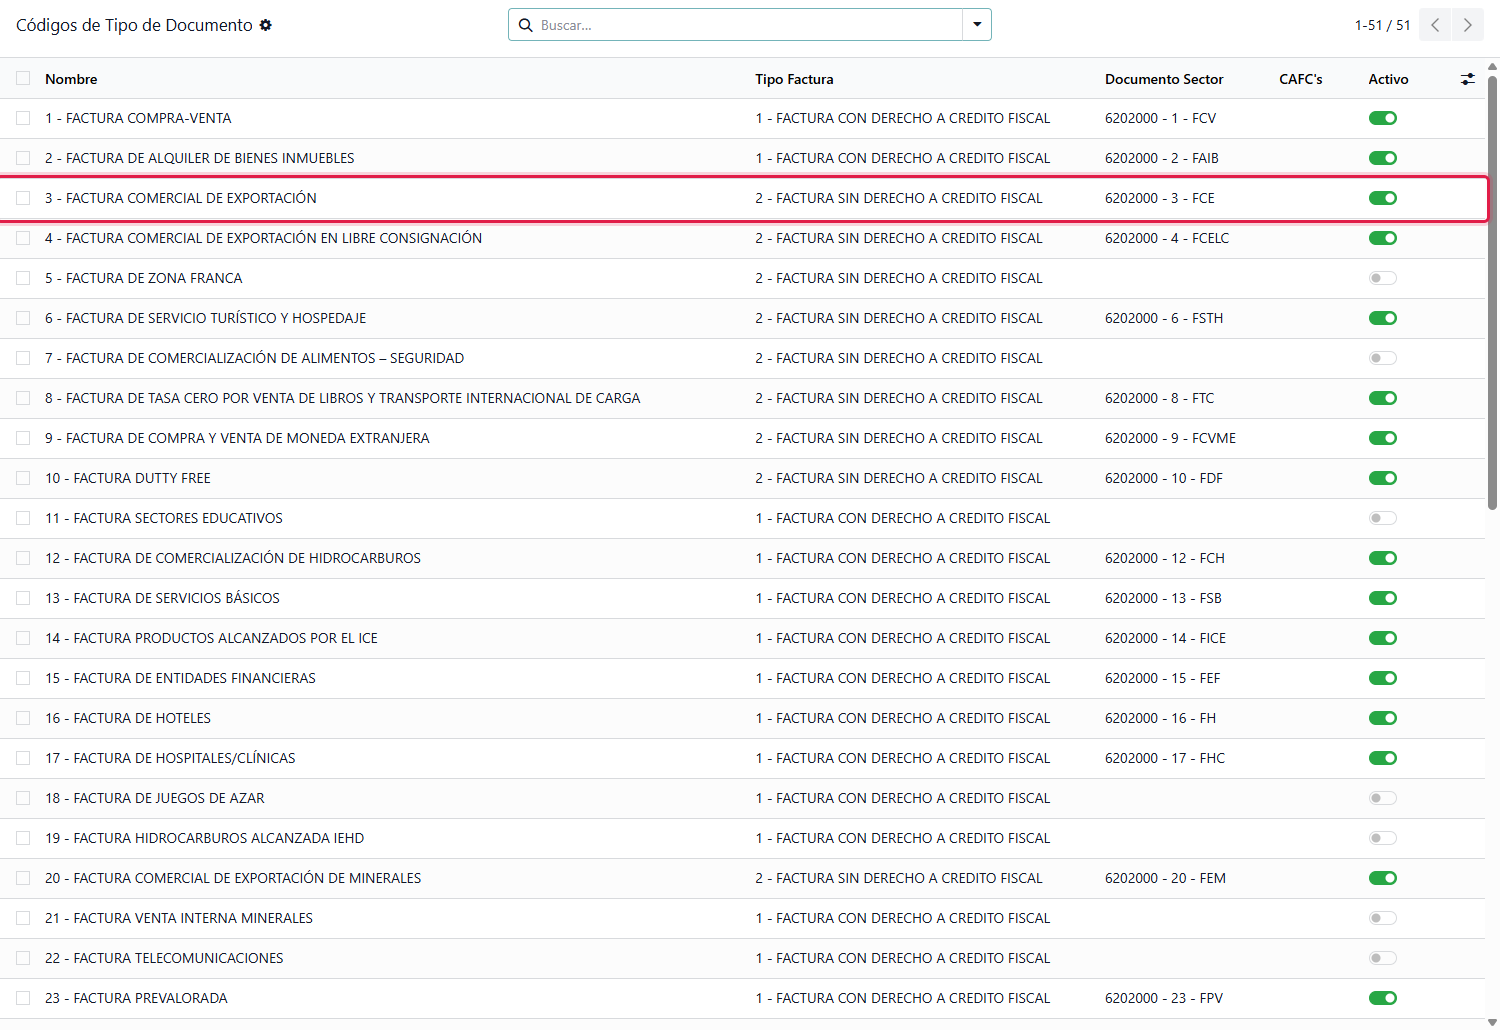 Códigos de Tipo de Documento
Buscar...
1-51 / 51
Nombre Tipo Factura Documento Sector CAFC's Activo
1 - FACTURA COMPRA-VENTA 1 - FACTURA CON DERECHO A CREDITO FISCAL 6202000 - 1 - FCV
2 - FACTURA DE ALQUILER DE BIENES INMUEBLES 1 - FACTURA CON DERECHO A CREDITO FISCAL 6202000 - 2 - FAIB
3 - FACTURA COMERCIAL DE EXPORTACIÓN 2 - FACTURA SIN DERECHO A CREDITO FISCAL 6202000 - 3 - FCE
4 - FACTURA COMERCIAL DE EXPORTACIÓN EN LIBRE CONSIGNACIÓN 2 - FACTURA SIN DERECHO A CREDITO FISCAL 6202000 - 4 - FCELC
5 - FACTURA DE ZONA FRANCA 2 - FACTURA SIN DERECHO A CREDITO FISCAL
6 - FACTURA DE SERVICIO TURÍSTICO Y HOSPEDAJE 2 - FACTURA SIN DERECHO A CREDITO FISCAL 6202000 - 6 - FSTH
7 - FACTURA DE COMERCIALIZACIÓN DE ALIMENTOS – SEGURIDAD 2 - FACTURA SIN DERECHO A CREDITO FISCAL
8 - FACTURA DE TASA CERO POR VENTA DE LIBROS Y TRANSPORTE INTERNACIONAL DE CARGA 2 - FACTURA SIN DERECHO A CREDITO FISCAL 6202000 - 8 - FTC
9 - FACTURA DE COMPRA Y VENTA DE MONEDA EXTRANJERA 2 - FACTURA SIN DERECHO A CREDITO FISCAL 6202000 - 9 - FCVME
10 - FACTURA DUTTY FREE 2 - FACTURA SIN DERECHO A CREDITO FISCAL 6202000 - 10 - FDF
11 - FACTURA SECTORES EDUCATIVOS 1 - FACTURA CON DERECHO A CREDITO FISCAL
12 - FACTURA DE COMERCIALIZACIÓN DE HIDROCARBUROS 1 - FACTURA CON DERECHO A CREDITO FISCAL 6202000 - 12 - FCH
13 - FACTURA DE SERVICIOS BÁSICOS 1 - FACTURA CON DERECHO A CREDITO FISCAL 6202000 - 13 - FSB
14 - FACTURA PRODUCTOS ALCANZADOS POR EL ICE 1 - FACTURA CON DERECHO A CREDITO FISCAL 6202000 - 14 - FICE
15 - FACTURA DE ENTIDADES FINANCIERAS 1 - FACTURA CON DERECHO A CREDITO FISCAL 6202000 - 15 - FEF
16 - FACTURA DE HOTELES 1 - FACTURA CON DERECHO A CREDITO FISCAL 6202000 - 16 - FH
17 - FACTURA DE HOSPITALES/CLÍNICAS 1 - FACTURA CON DERECHO A CREDITO FISCAL 6202000 - 17 - FHC
18 - FACTURA DE JUEGOS DE AZAR 1 - FACTURA CON DERECHO A CREDITO FISCAL
19 - FACTURA HIDROCARBUROS ALCANZADA IEHD 1 - FACTURA CON DERECHO A CREDITO FISCAL
20 - FACTURA COMERCIAL DE EXPORTACIÓN DE MINERALES 2 - FACTURA SIN DERECHO A CREDITO FISCAL 6202000 - 20 - FEM
21 - FACTURA VENTA INTERNA MINERALES 1 - FACTURA CON DERECHO A CREDITO FISCAL
22 - FACTURA TELECOMUNICACIONES 1 - FACTURA CON DERECHO A CREDITO FISCAL
23 - FACTURA PREVALORADA 1 - FACTURA CON DERECHO A CREDITO FISCAL 6202000 - 23 - FPV